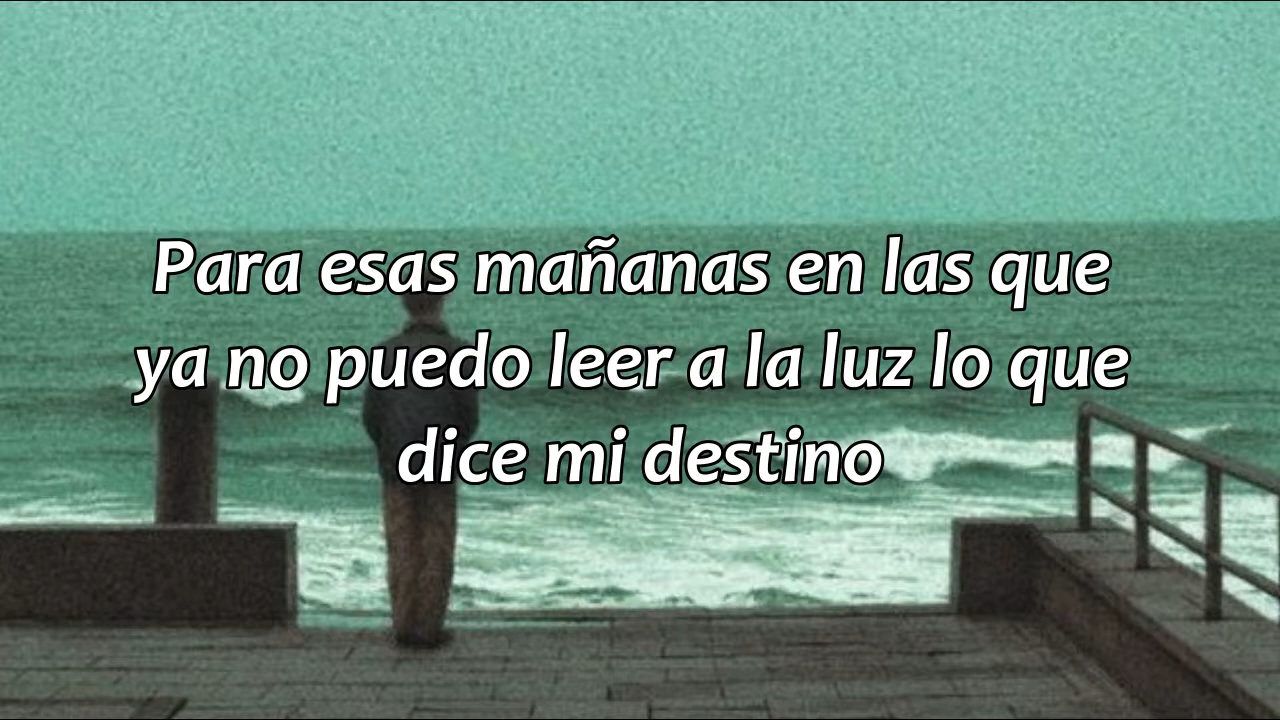 Para esas mañanas en las que
ya no puedo leer a la luz lo que
dice mi destino